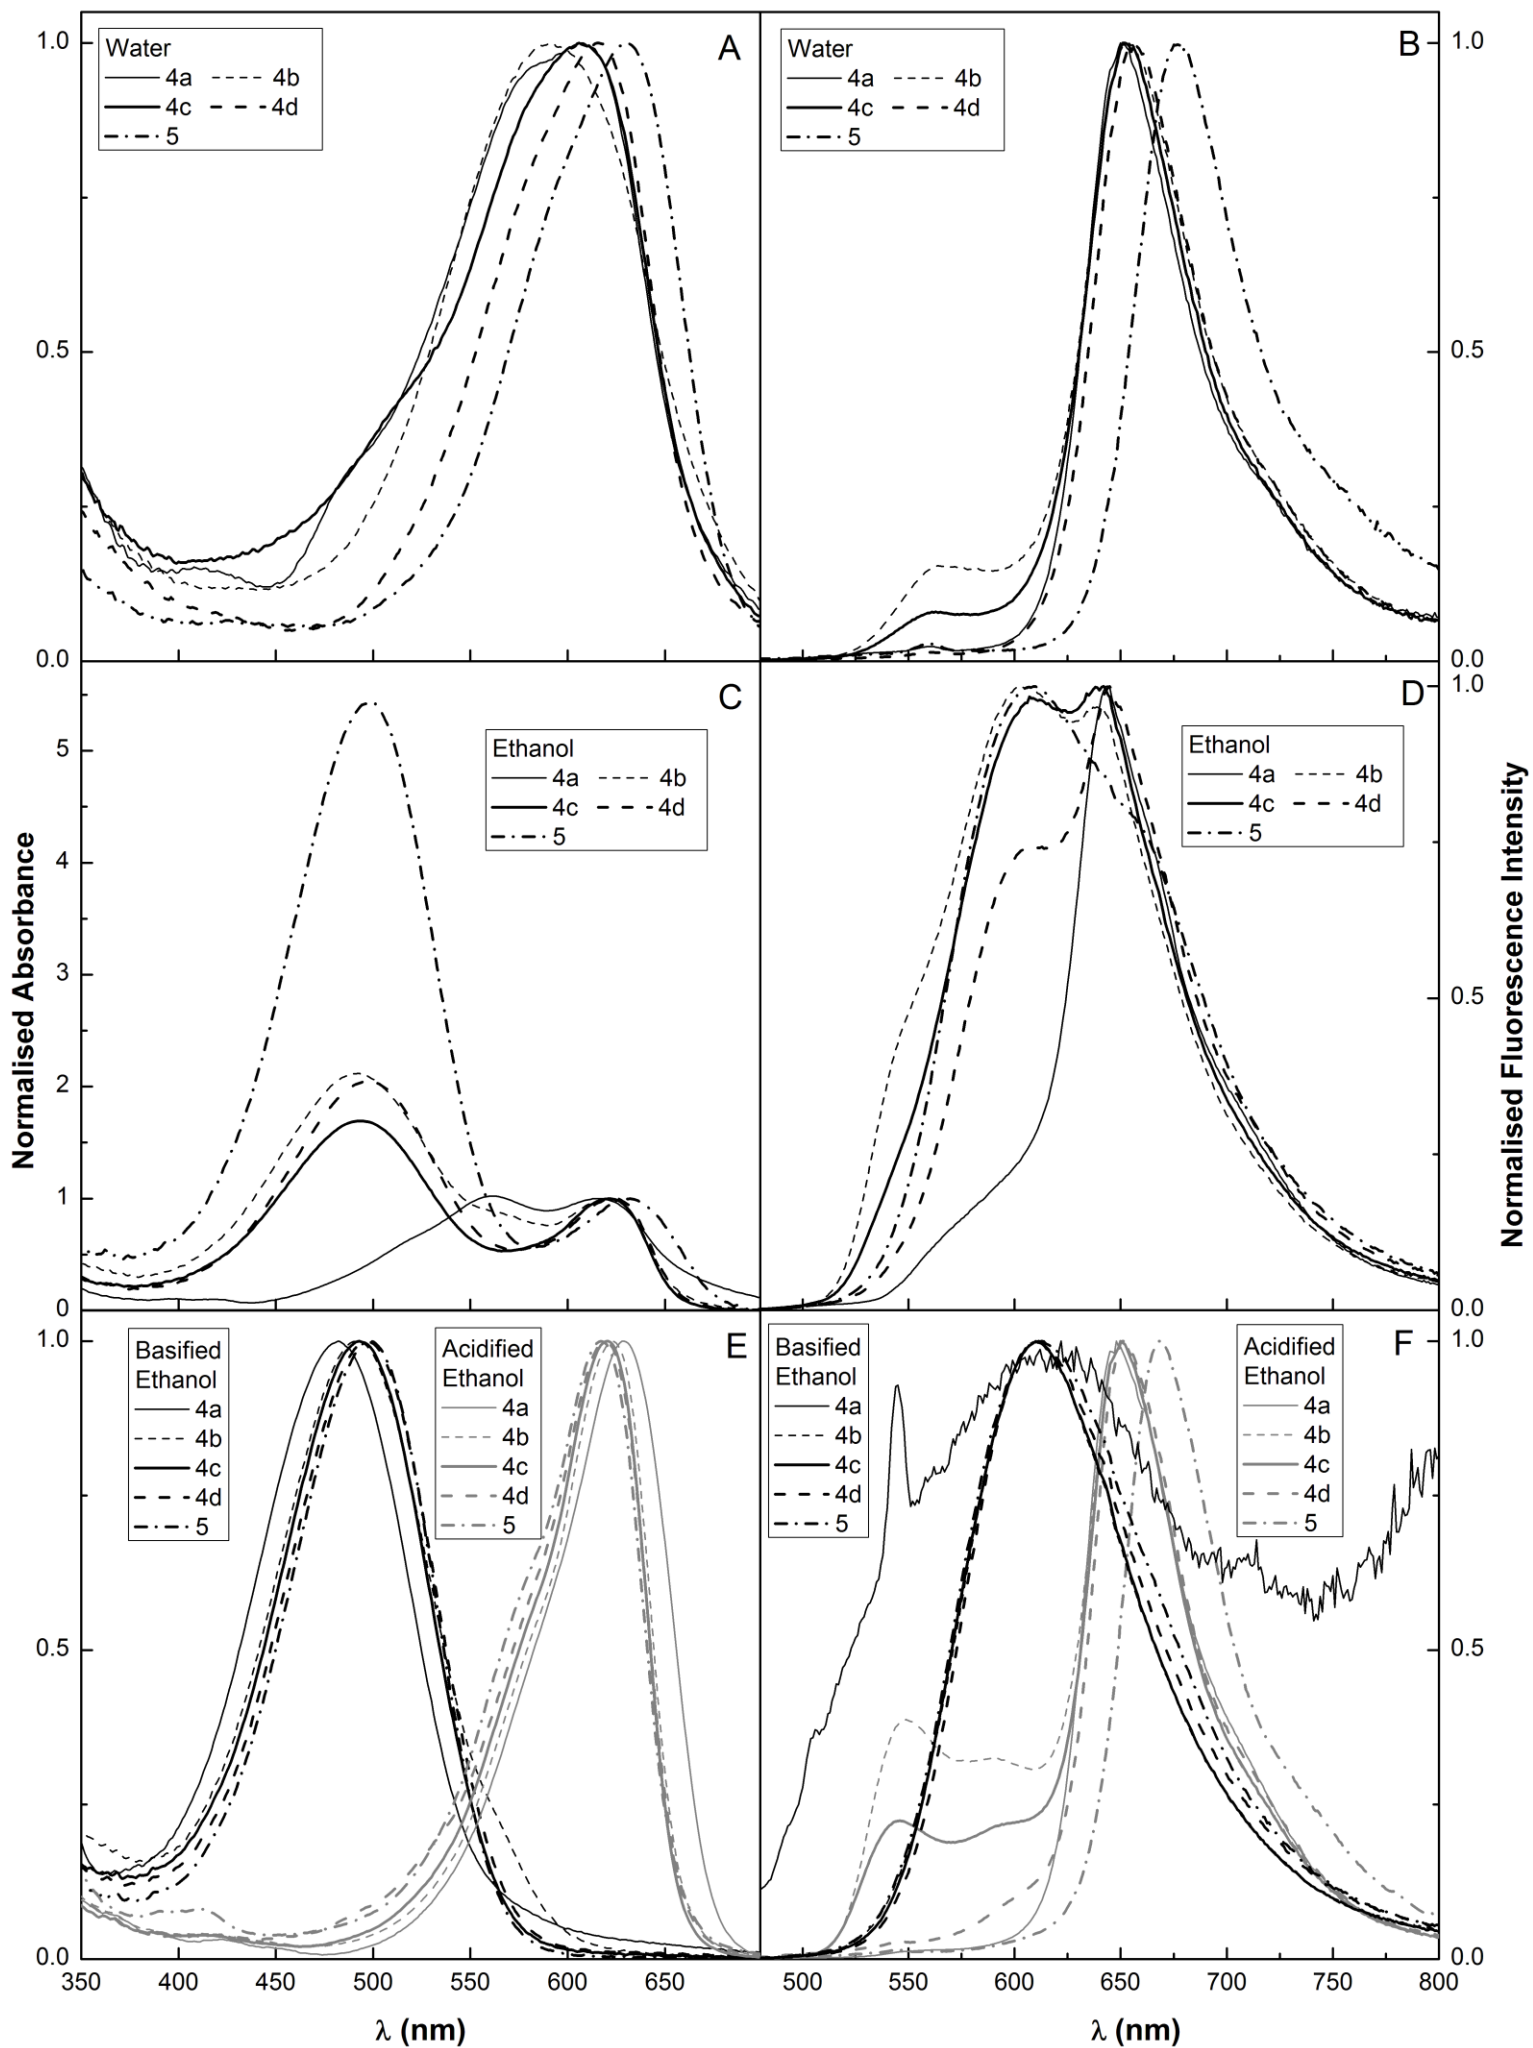 Water
4a 4b
4c 4d
5
A
Water
4a 4b
4c 4d
5
B
1.0
0.5
0.0
1.0
0.5
0.0
C
Ethanol
4a 4b
4c 4d
5
D
Ethanol
4a 4b
4c 4d
5
5
4
3
2
1
0
1.0
0.5
0.0
Normalised Absorbance
Normalised Fluorescence Intensity
Basified
Ethanol
4a
4b
4c
4d
5
Acidified
Ethanol
4a
4b
4c
4d
5
E
Basified
Ethanol
4a
4b
4c
4d
5
F
Acidified
Ethanol
4a
4b
4c
4d
5
1.0
0.5
0.0
1.0
0.5
0.0
350 400 450 500 550 600 650
500 550 600 650 700 750 800
λ (nm)
λ (nm)